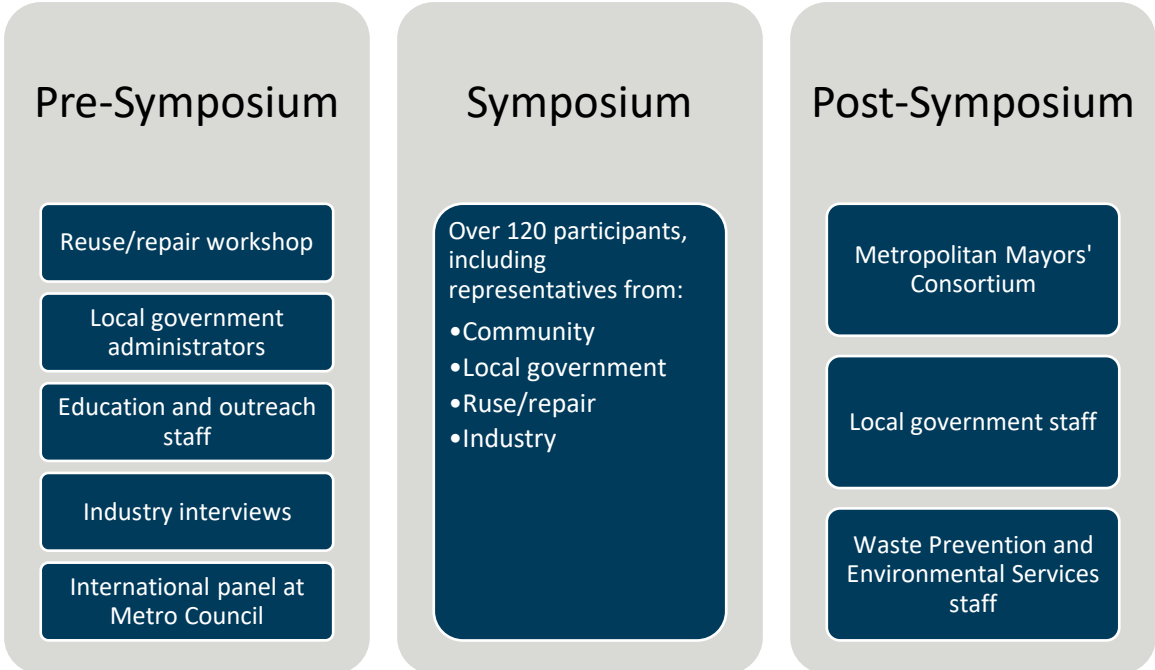 Pre-Symposium
Reuse/repair workshop
Local government
administrators
Education and outreach
staff
Industry interviews
International panel at
Metro Council
Symposium
Over 120 participants,
including
representatives from:
•Community
•Local government
•Ruse/repair
•Industry
Post-Symposium
Metropolitan Mayors'
Consortium
Local government staff
Waste Prevention and
Environmental Services
staff